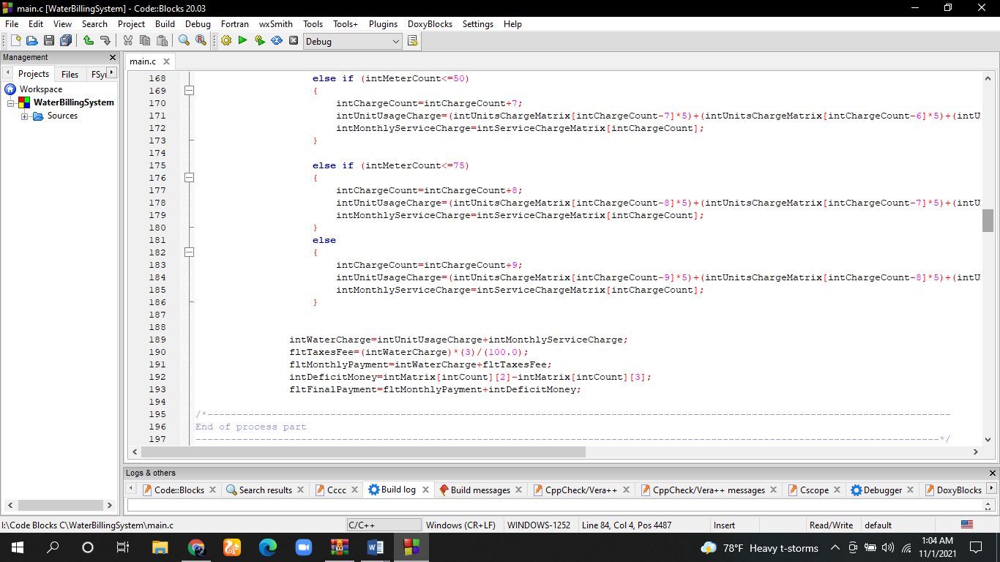 main.c [WaterBillingSystem] - Code::Blocks 20.03
File Edit View Search Project Build Debug Fortran wxSmith Tools Tools+ Plugins DoxyBlocks Settings Help
Debug
Management
Projects Files FSy
Workspace
WaterBillingSystem
Sources
main.c
168 else if (intMeterCount<=50)
169 {
170 intChargeCount=intChargeCount+7;
171 intUnitUsageCharge=(intUnitsChargeMatrix[intChargeCount-7]*5)+(intUnitsChargeMatrix[intChargeCount-6]*5)+(intU
172 intMonthlyServiceCharge=intServiceChargeMatrix[intChargeCount];
173 }
174
175 else if (intMeterCount<=75)
176 {
177 intChargeCount=intChargeCount+8;
178 intUnitUsageCharge=(intUnitsChargeMatrix[intChargeCount-8]*5)+(intUnitsChargeMatrix[intChargeCount-7]*5)+(intU
179 intMonthlyServiceCharge=intServiceChargeMatrix[intChargeCount];
180 }
181 else
182 {
183 intChargeCount=intChargeCount+9;
184 intUnitUsageCharge=(intUnitsChargeMatrix[intChargeCount-9]*5)+(intUnitsChargeMatrix[intChargeCount-8]*5)+(intU
185 intMonthlyServiceCharge=intServiceChargeMatrix[intChargeCount];
186 }
187
188
189 intWaterCharge=intUnitUsageCharge+intMonthlyServiceCharge;
190 fltTaxesFee=(intWaterCharge)*(3)/(100.0);
191 fltMonthlyPayment=intWaterCharge+fltTaxesFee;
192 intDeficitMoney=intMatrix[intCount][2]-intMatrix[intCount][3];
193 fltFinalPayment=fltMonthlyPayment+intDeficitMoney;
194
195 /*-------------------------------------------------------------------------------------------------------------------------------
196 End of process part
197 -------------------------------------------------------------------------------------------------------------------------------*/
Logs & others
Code::Blocks Search results Cccc Build log Build messages CppCheck/Vera++ CppCheck/Vera++ messages Cscope Debugger DoxyBlocks
I:\Code Blocks C\WaterBillingSystem\main.c C/C++ Windows (CR+LF) WINDOWS-1252 Line 84, Col 4, Pos 4487 Insert Read/Write default
78°F Heavy t-storms
1:04 AM
11/1/2021